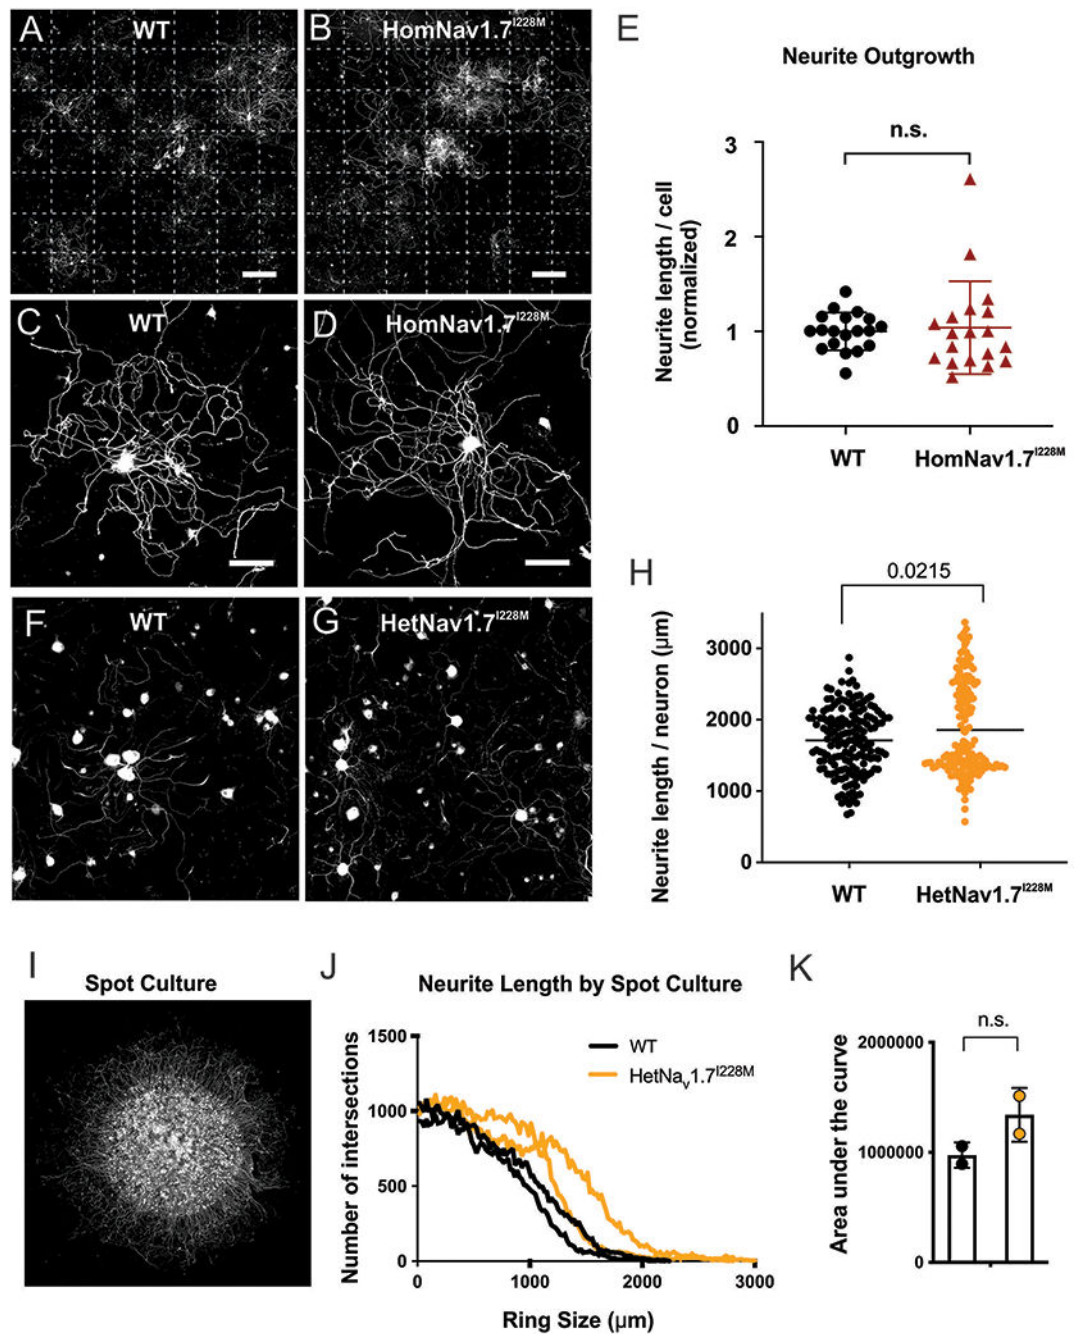 A
WT
B
HomNav1.7I228M
C
WT
D
HomNav1.7I228M
E
Neurite Outgrowth
n.s.
Neurite length / cell
(normalized)
3
2
1
0
WT
HomNav1.7I228M
F
WT
G
HetNav1.7I228M
H
0.0215
Neurite length / neuron (µm)
3000
2000
1000
0
WT
HetNav1.7I228M
I
Spot Culture
J
Neurite Length by Spot Culture
Number of intersections
1500
1000
500
0
WT
HetNav1.7I228M
0
1000
2000
3000
Ring Size (µm)
K
n.s.
Area under the curve
2000000
1000000
0